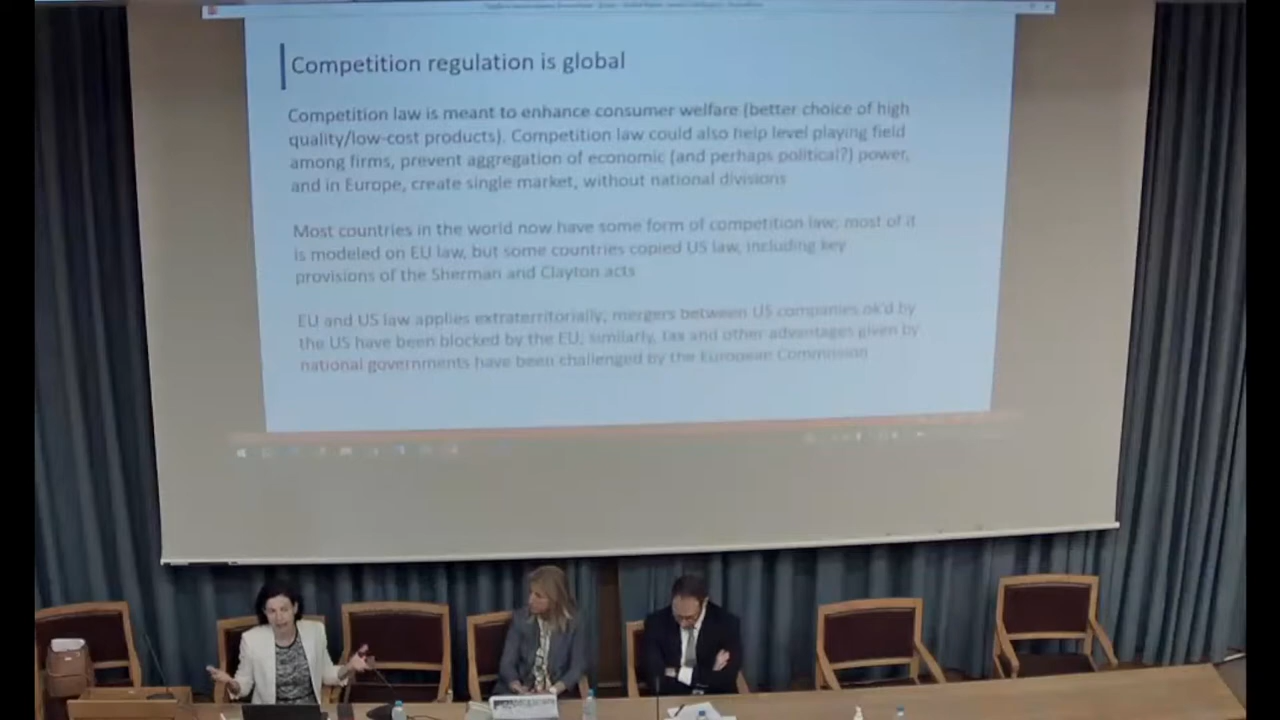 Competition regulation is global
Competition law is meant to enhance consumer welfare (better choice of high
quality/low-cost products). Competition law could also help level playing field
among firms, prevent aggregation of economic (and perhaps political?) power,
and in Europe, create single market, without national divisions
Most countries in the world now have some form of competition law; most of it
is modeled on EU law, but some countries copied US law, including key
provisions of the Sherman and Clayton acts
EU and US law applies extraterritorially; mergers between US companies ok'd by
the US have been blocked by the EU; similarly, tax and other advantages given by
national governments have been challenged by the European Commission